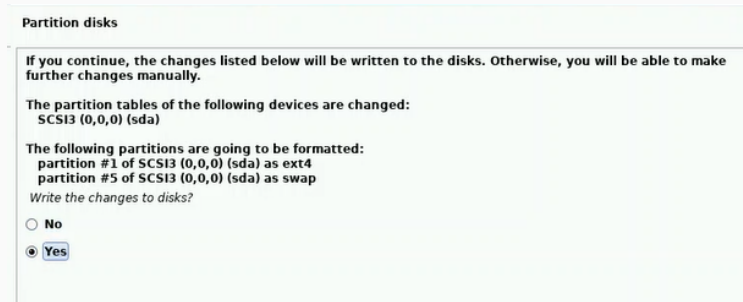 Partition disks
If you continue, the changes listed below will be written to the disks. Otherwise, you will be able to make
further changes manually.
The partition tables of the following devices are changed:
SCSI3 (0,0,0) (sda)
The following partitions are going to be formatted:
partition #1 of SCSI3 (0,0,0) (sda) as ext4
partition #5 of SCSI3 (0,0,0) (sda) as swap
Write the changes to disks?
No
Yes